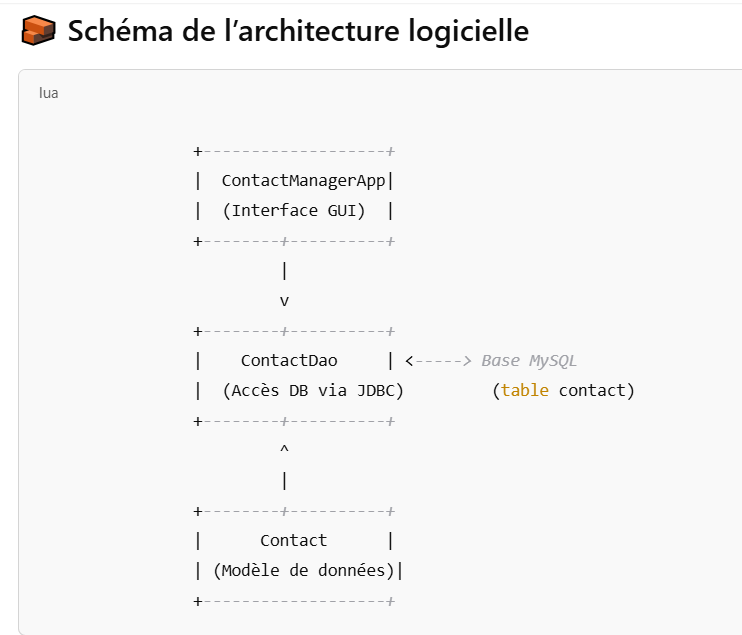 Schéma de l’architecture logicielle
lua
+-------------------+
|  ContactManagerApp|
|  (Interface GUI)  |
+--------+----------+
         |
         v
+--------+----------+
|    ContactDao     | <-----> Base MySQL
|  (Accès DB via JDBC)         (table contact)
+--------+----------+
         ^
         |
+--------+----------+
|      Contact      |
| (Modèle de données)|
+-------------------+